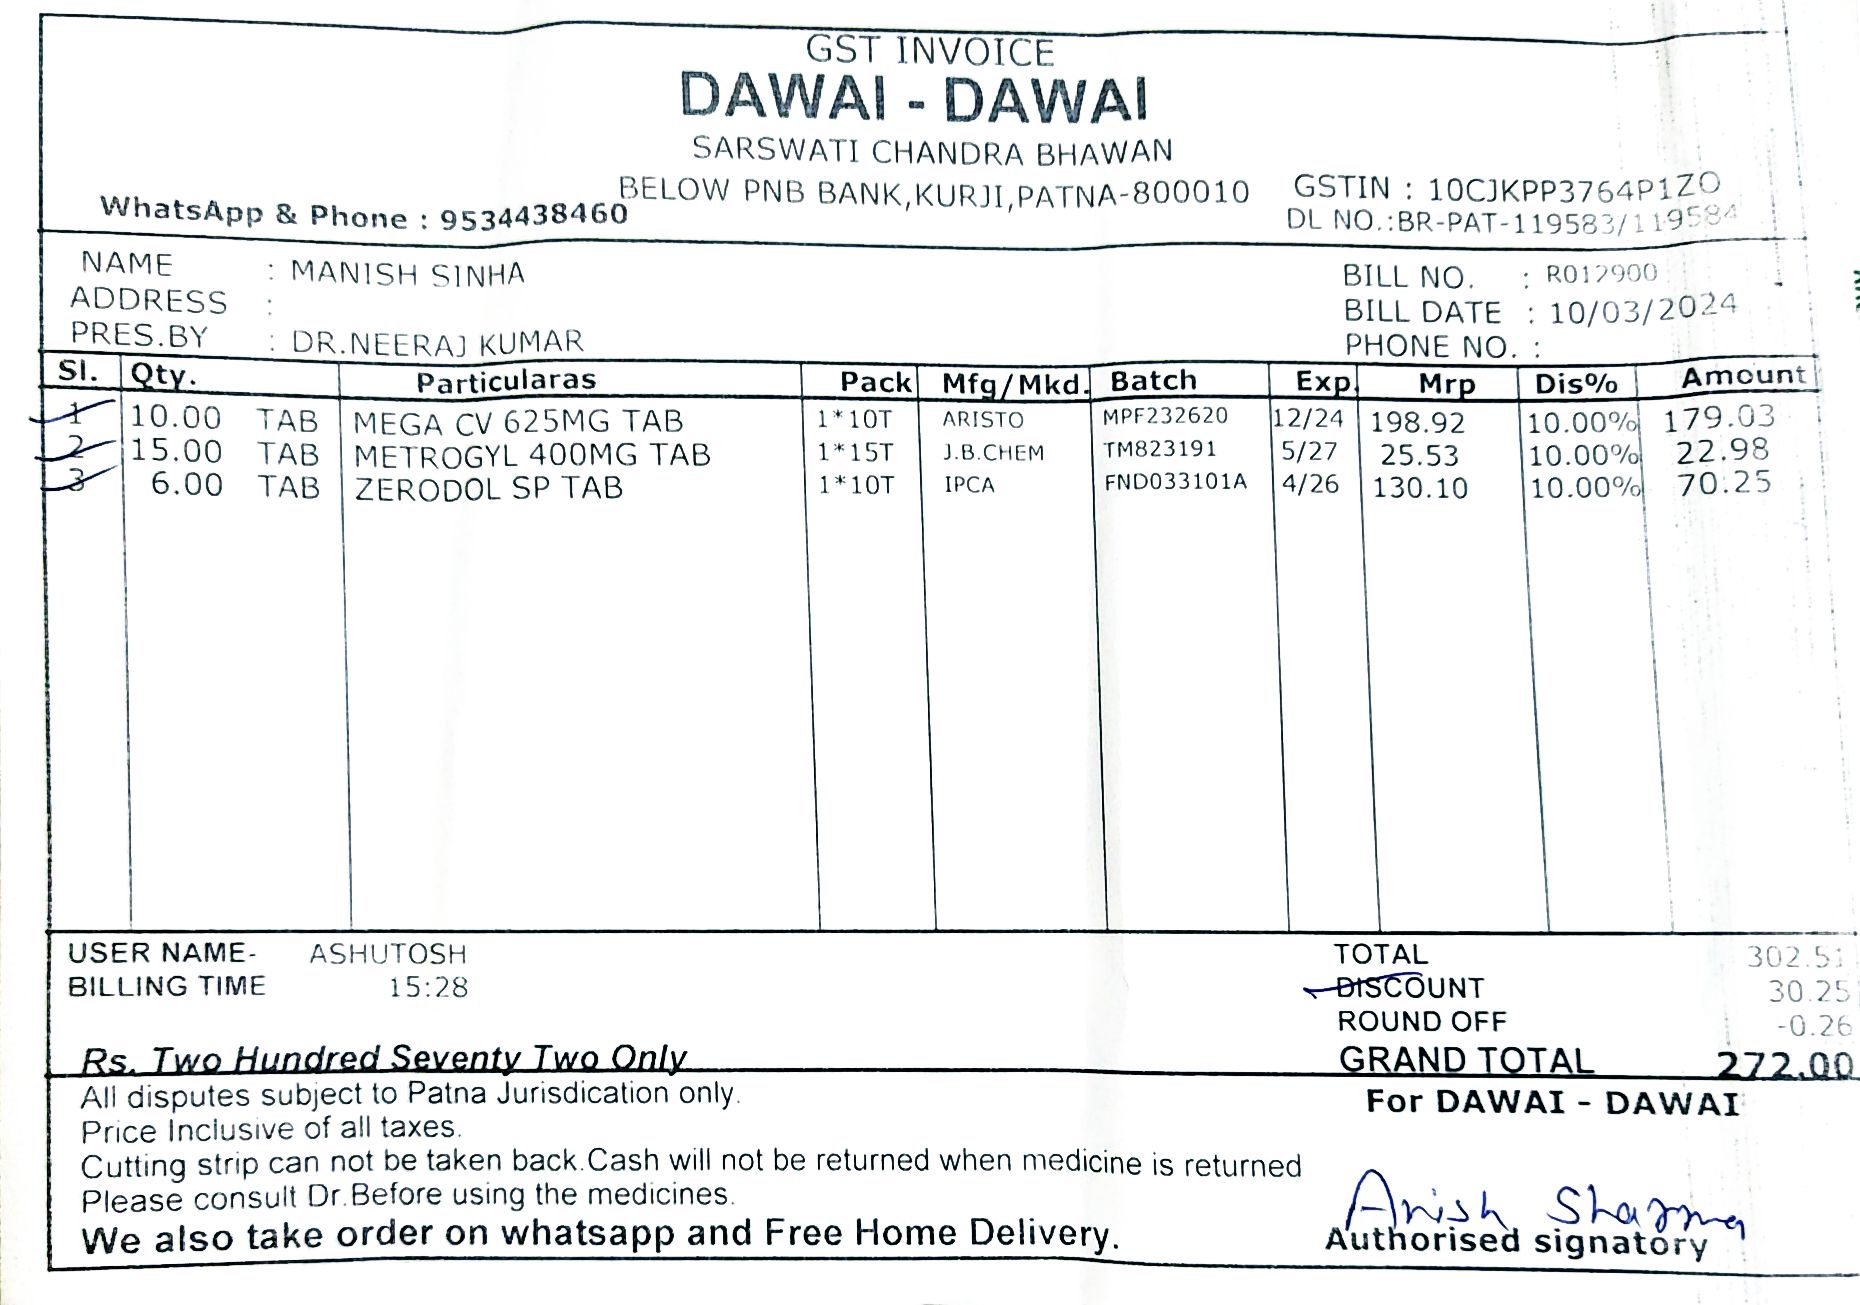 GST INVOICE
DAWAI - DAWAI
SARSWATI CHANDRA BHAWAN
BELOW PNB BANK,KURJI,PATNA-800010
WhatsApp & Phone : 9534438460
GSTIN : 10CJKPP3764P1ZO
DL NO.:BR-PAT-119583/119584
NAME : MANISH SINHA
ADDRESS :
PRES.BY : DR.NEERAJ KUMAR
BILL NO. : R012900
BILL DATE : 10/03/2024
PHONE NO. :
Sl. Qty. Particularas Pack Mfg/Mkd. Batch Exp. Mrp Dis% Amount
1 10.00 TAB MEGA CV 625MG TAB 1*10T ARISTO MPF232620 12/24 198.92 10.00% 179.03
2 15.00 TAB METROGYL 400MG TAB 1*15T J.B.CHEM TM823191 5/27 25.53 10.00% 22.98
3 6.00 TAB ZERODOL SP TAB 1*10T IPCA FND033101A 4/26 130.10 10.00% 70.25
USER NAME- ASHUTOSH
BILLING TIME 15:28
TOTAL 302.51
DISCOUNT 30.25
ROUND OFF -0.26
Rs. Two Hundred Seventy Two Only
GRAND TOTAL 272.00
All disputes subject to Patna Jurisdication only.
Price Inclusive of all taxes.
Cutting strip can not be taken back.Cash will not be returned when medicine is returned
Please consult Dr.Before using the medicines.
We also take order on whatsapp and Free Home Delivery.
For DAWAI - DAWAI
Anish Sharma
Authorised signatory